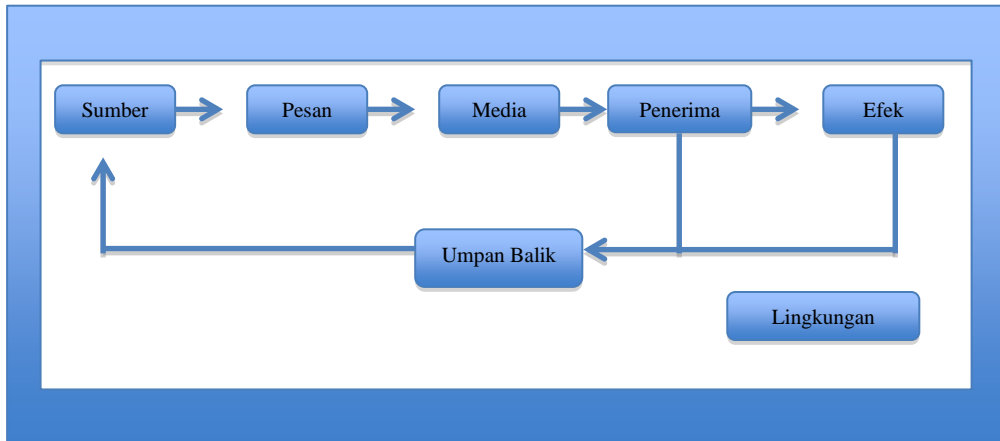 Sumber
Pesan
Media
Penerima
Efek
Umpan Balik
Lingkungan